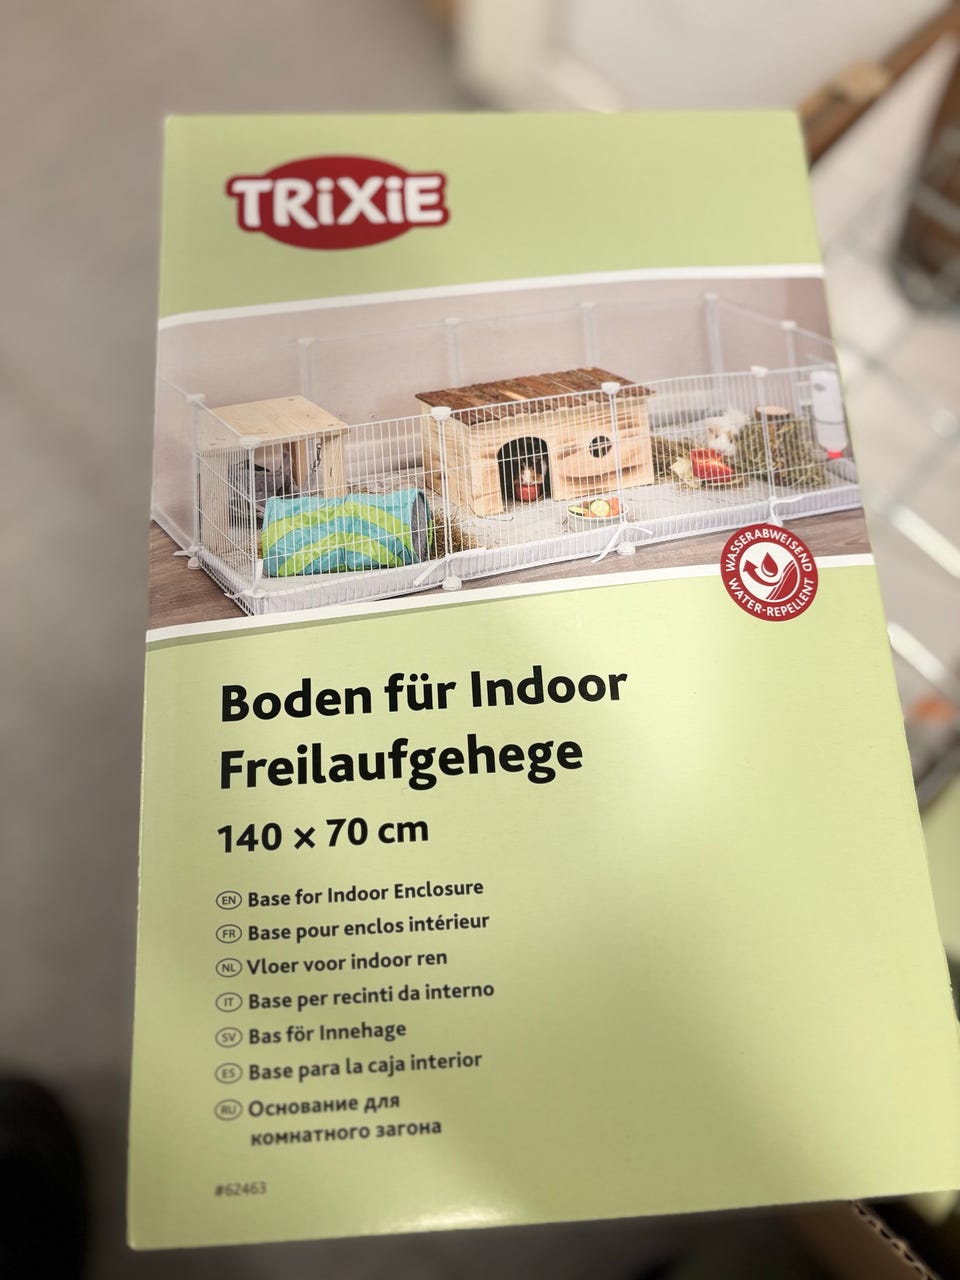 TRiXiE
WASSERABWEISEND
WATER-REPELLENT
Boden für Indoor
Freilaufgehege
140 × 70 cm
EN Base for Indoor Enclosure
FR Base pour enclos intérieur
NL Vloer voor indoor ren
IT Base per recinti da interno
SV Bas för Innehage
ES Base para la caja interior
RU Основание для
комнатного загона
#62463